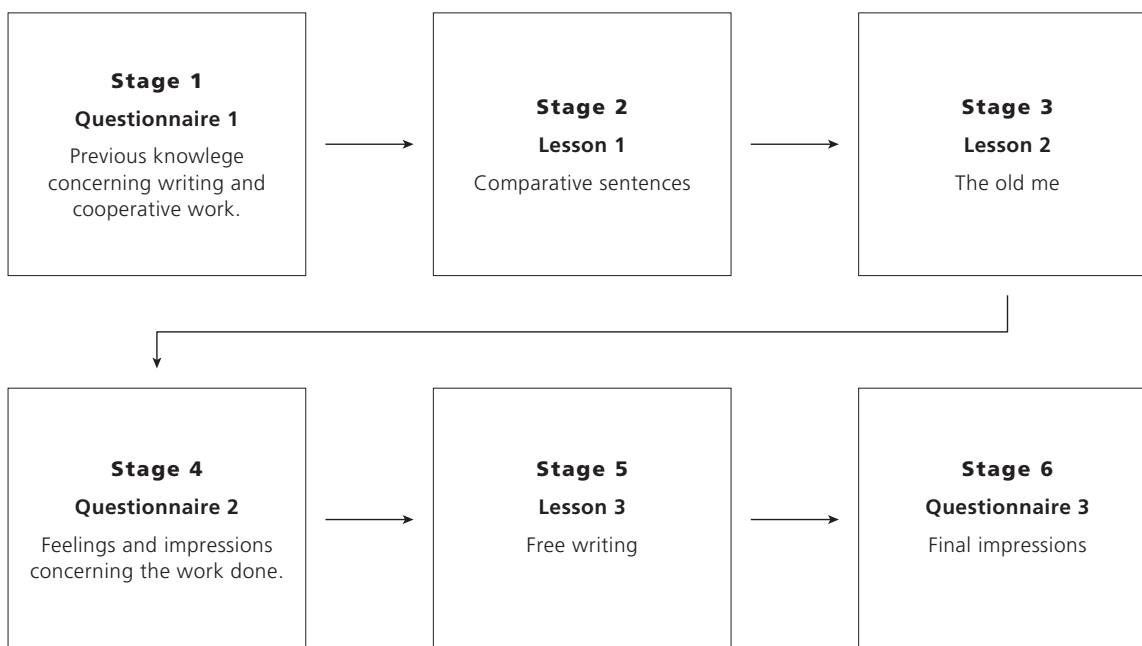 Stage 1
Questionnaire 1
Previous knowlege
concerning writing and
cooperative work.
Stage 2
Lesson 1
Comparative sentences
Stage 3
Lesson 2
The old me
Stage 4
Questionnaire 2
Feelings and impressions
concerning the work done.
Stage 5
Lesson 3
Free writing
Stage 6
Questionnaire 3
Final impressions